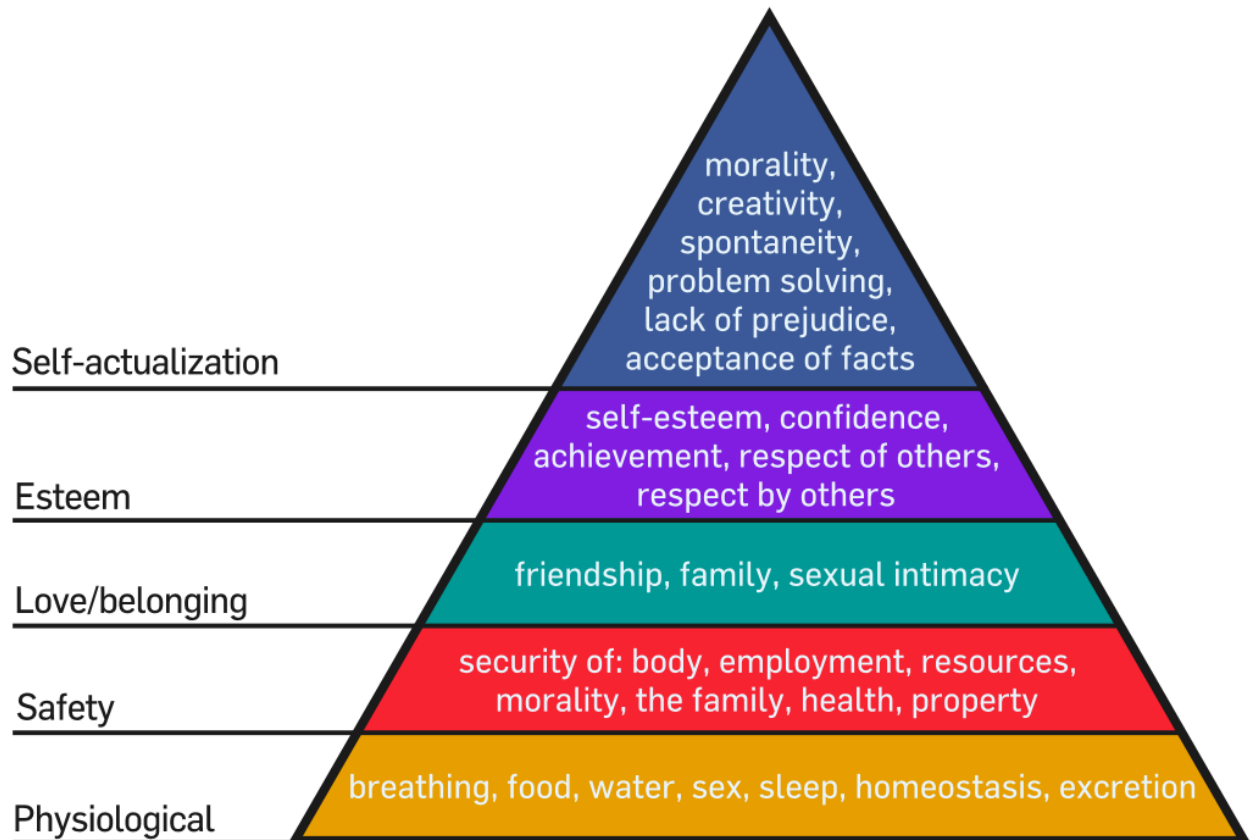 morality,
creativity,
spontaneity,
problem solving,
lack of prejudice,
acceptance of facts
Self-actualization
self-esteem, confidence,
achievement, respect of others,
respect by others
Esteem
friendship, family, sexual intimacy
Love/belonging
security of: body, employment, resources,
morality, the family, health, property
Safety
breathing, food, water, sex, sleep, homeostasis, excretion
Physiological